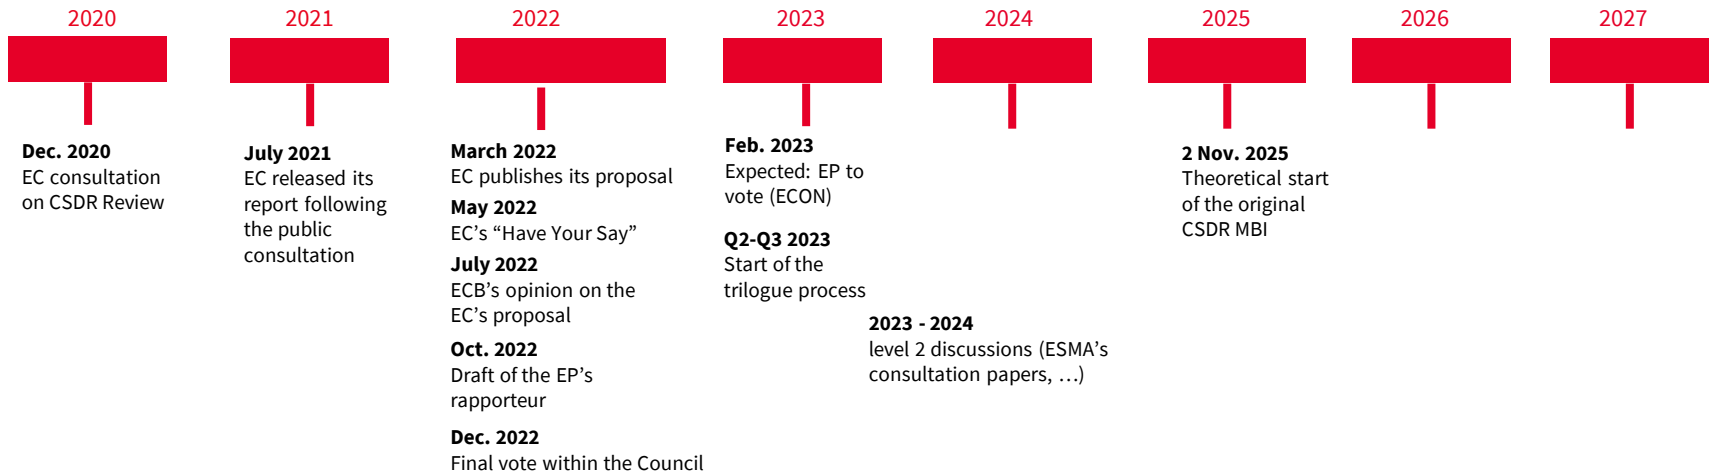 2020
2021
2022
2023
2024
2025
2026
2027
Dec. 2020
EC consultation
on CSDR Review
July 2021
EC released its
report following
the public
consultation
March 2022
EC publishes its proposal
May 2022
EC's “Have Your Say”
July 2022
ECB's opinion on the
EC's proposal
Oct. 2022
Draft of the EP's
rapporteur
Dec. 2022
Final vote within the Council
Feb. 2023
Expected: EP to
vote (ECON)
Q2-Q3 2023
Start of the
trilogue process
2023 - 2024
level 2 discussions (ESMA's
consultation papers, …)
2 Nov. 2025
Theoretical start
of the original
CSDR MBI